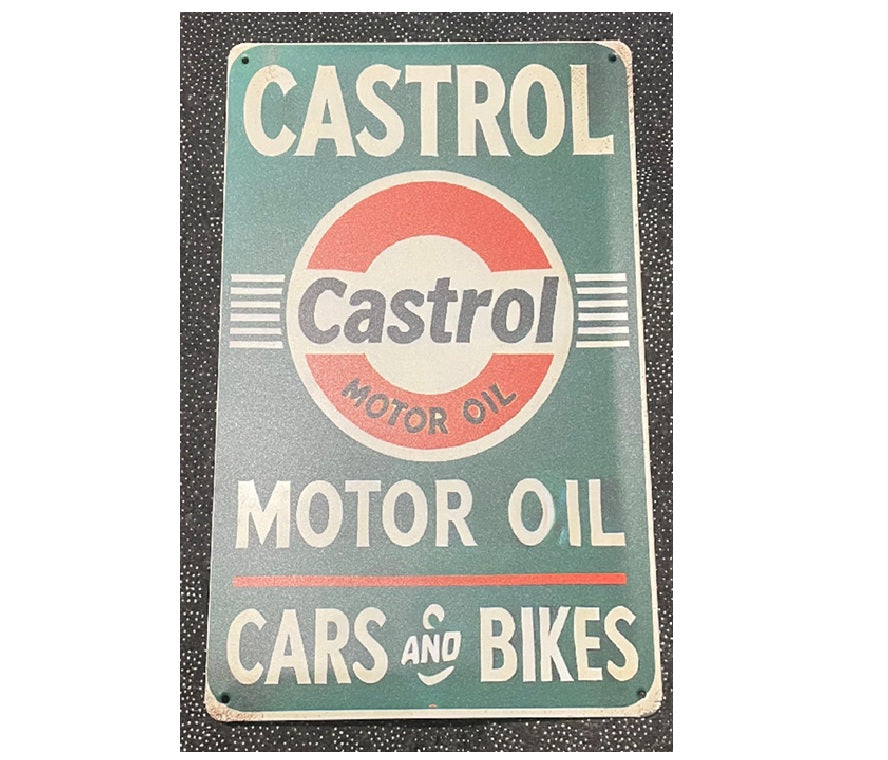 CASTROL
Castrol
MOTOR OIL
MOTOR OIL
CARS AND BIKES